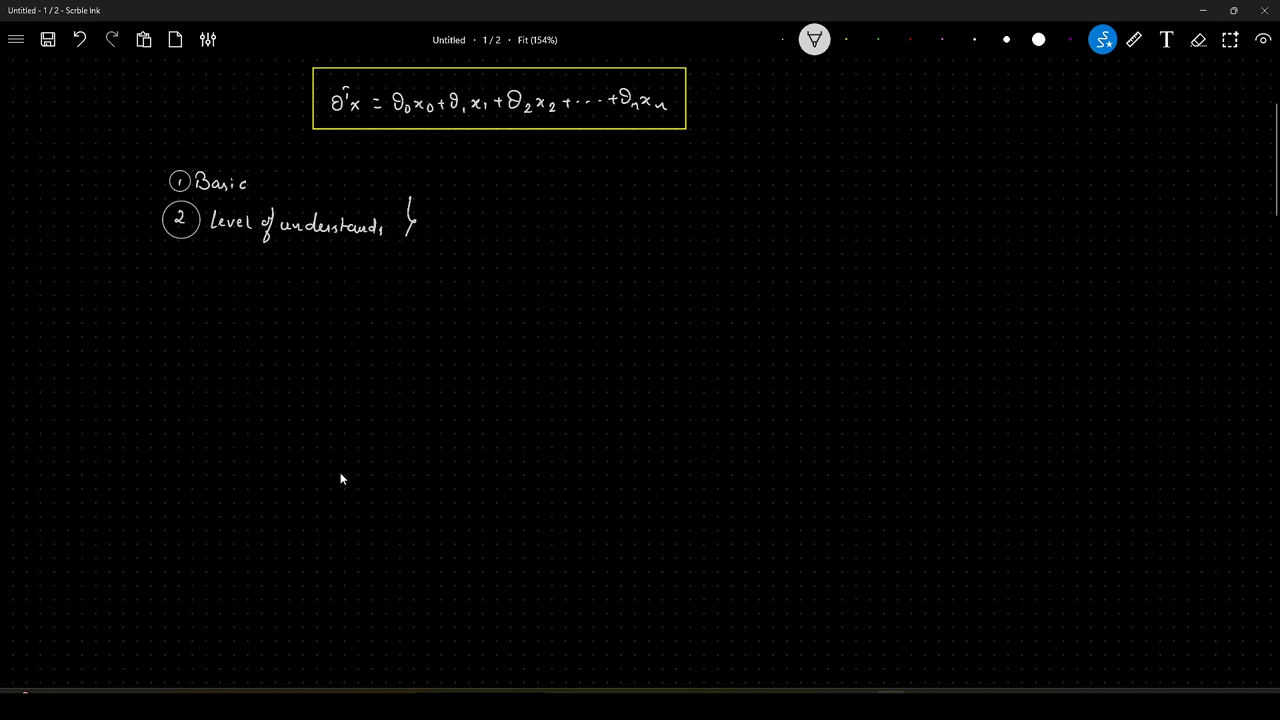 Untitled - 1 / 2 - Scrble Ink
Untitled · 1 / 2 · Fit (154%)
T
θᵀx = θ₀x₀ + θ₁x₁ + θ₂x₂ + ··· + θₙxₙ
① Basic
② Level of understands }